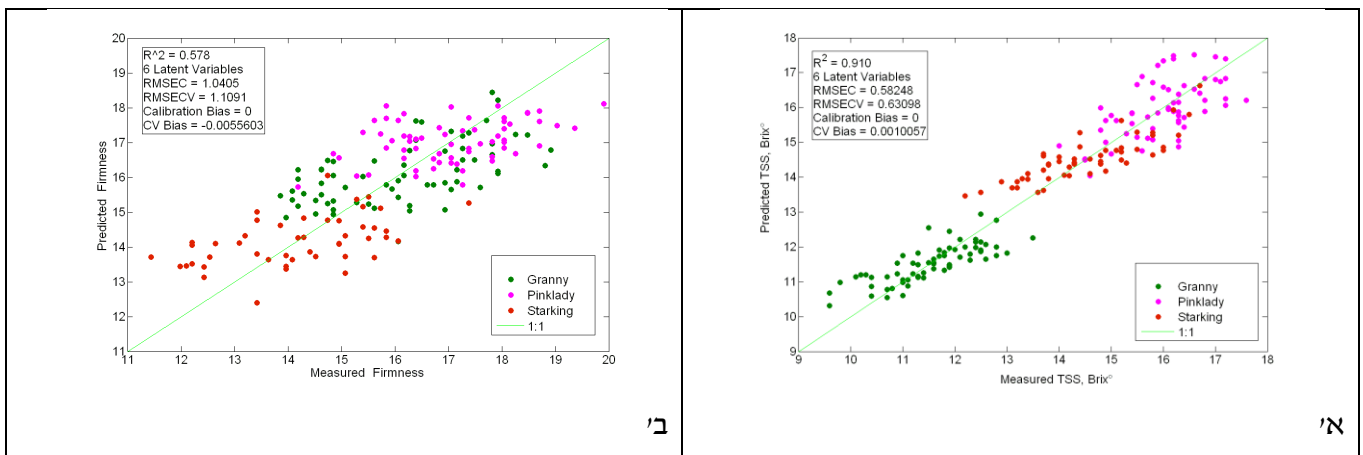 R^2 = 0.578
6 Latent Variables
RMSEC = 1.0405
RMSECV = 1.1091
Calibration Bias = 0
CV Bias = -0.0055603
20
19
18
17
16
15
14
13
12
11
Predicted Firmness
Granny
Pinklady
Starking
1:1
11 12 13 14 15 16 17 18 19 20
Measured Firmness
ב'
R² = 0.910
6 Latent Variables
RMSEC = 0.58248
RMSECV = 0.63098
Calibration Bias = 0
CV Bias = 0.0010057
18
17
16
15
14
13
12
11
10
9
Predicted TSS, Brix°
Granny
Pinklady
Starking
1:1
9 10 11 12 13 14 15 16 17 18
Measured TSS, Brix°
א'